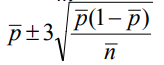 p̅ ± 3√(p̅(1 − p̅) / n̅)